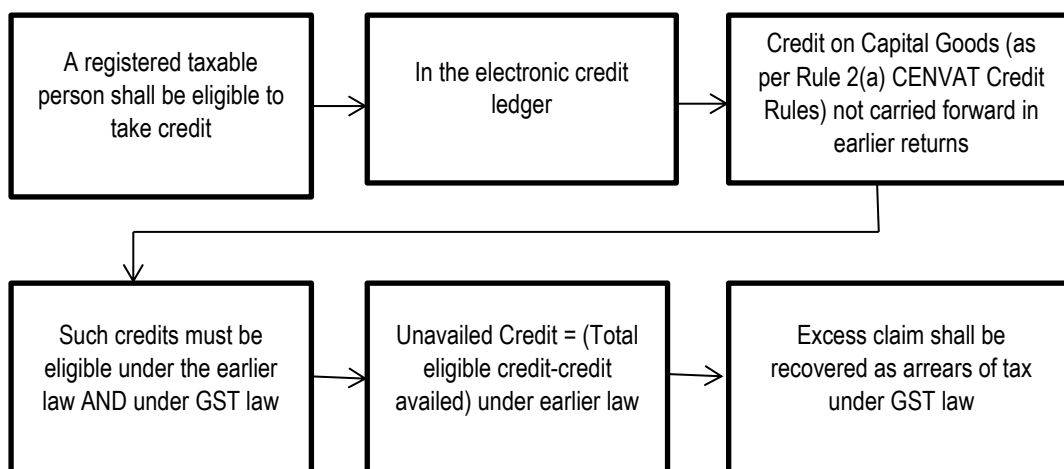 A registered taxable
person shall be eligible to
take credit
In the electronic credit
ledger
Credit on Capital Goods (as
per Rule 2(a) CENVAT Credit
Rules) not carried forward in
earlier returns
Such credits must be
eligible under the earlier
law AND under GST law
Unavailed Credit = (Total
eligible credit-credit
availed) under earlier law
Excess claim shall be
recovered as arrears of tax
under GST law